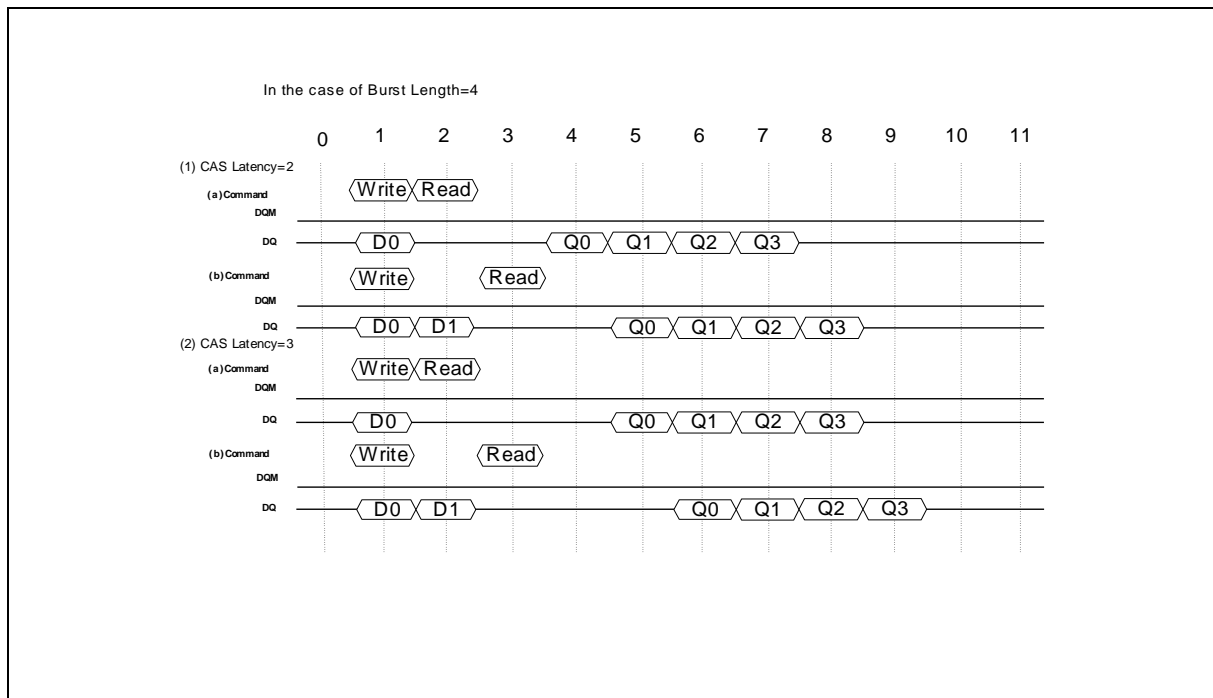 In the case of Burst Length=4
0 1 2 3 4 5 6 7 8 9 10 11
(1) CAS Latency=2
(a)Command Write Read
DQM
DQ D0 Q0 Q1 Q2 Q3
(b)Command Write Read
DQM
DQ D0 D1 Q0 Q1 Q2 Q3
(2) CAS Latency=3
(a)Command Write Read
DQM
DQ D0 Q0 Q1 Q2 Q3
(b)Command Write Read
DQM
DQ D0 D1 Q0 Q1 Q2 Q3